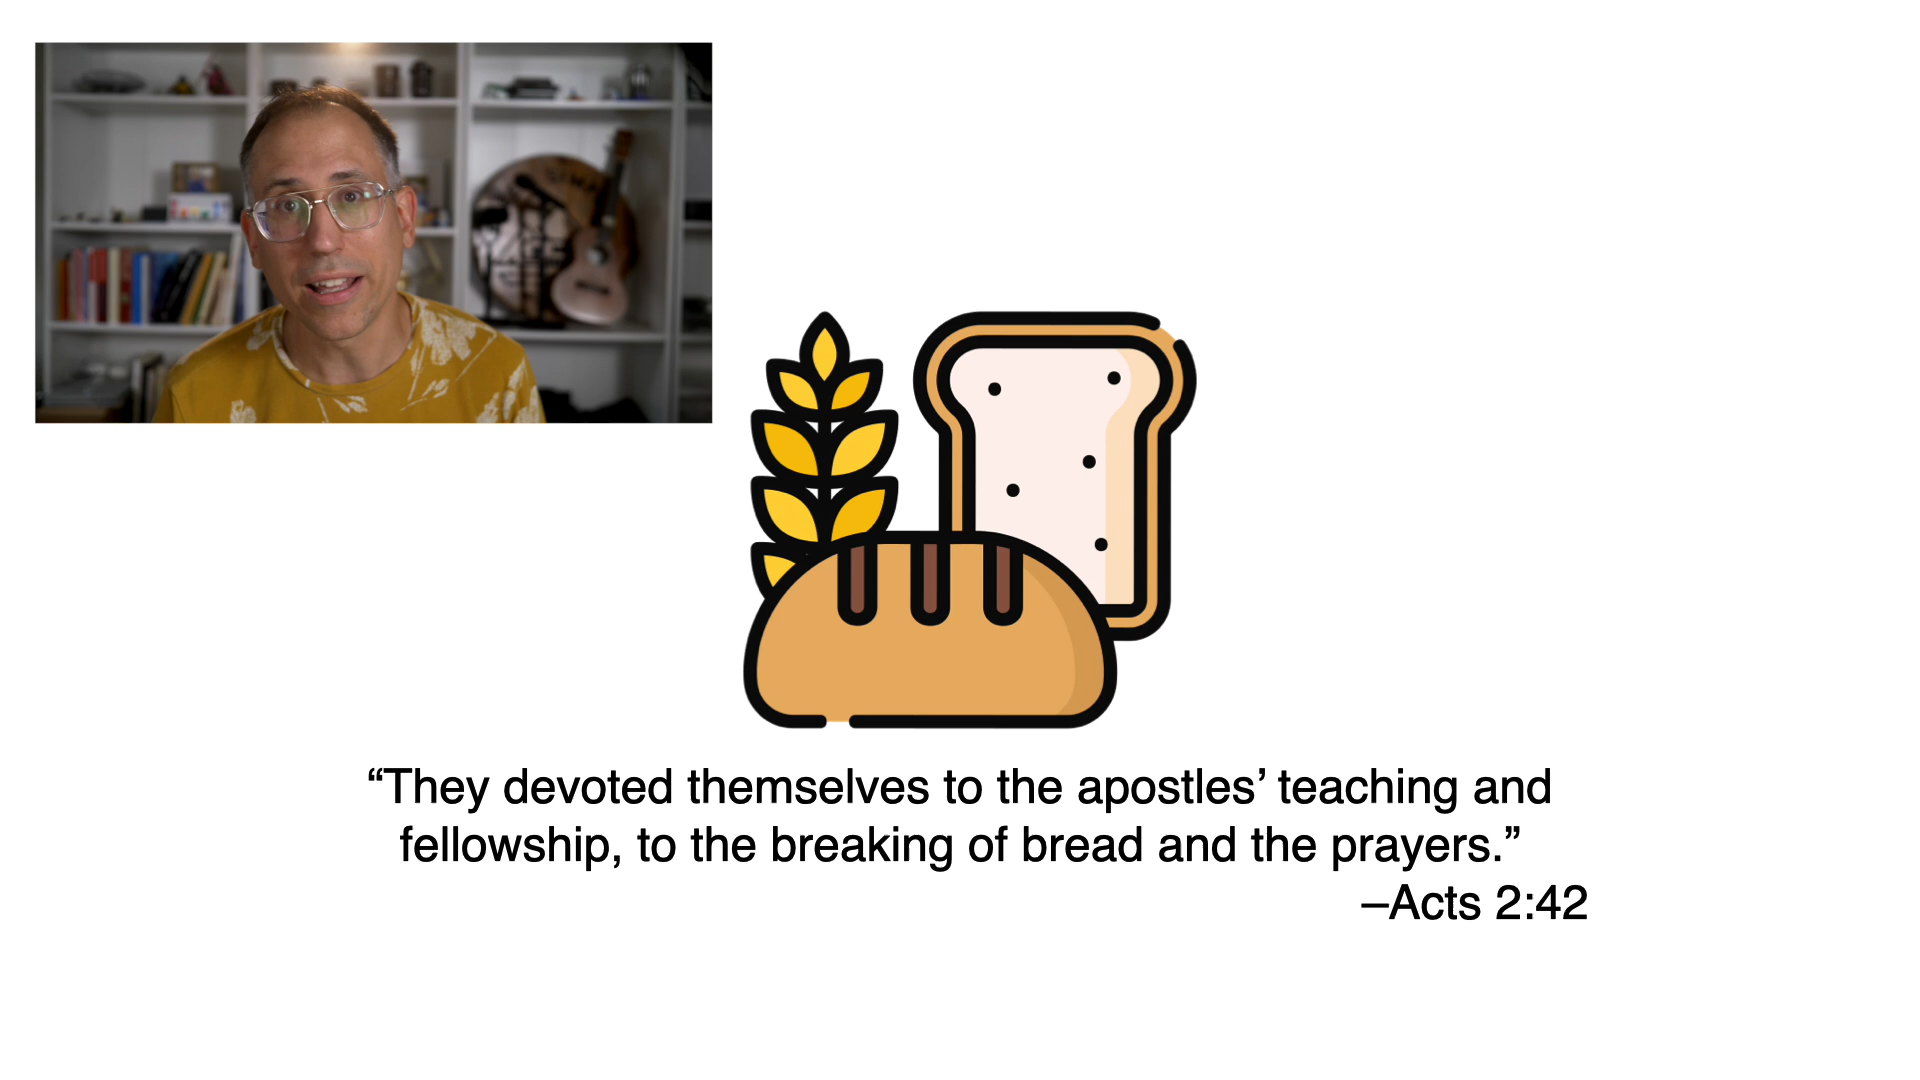 “They devoted themselves to the apostles’ teaching and
fellowship, to the breaking of bread and the prayers.”
–Acts 2:42